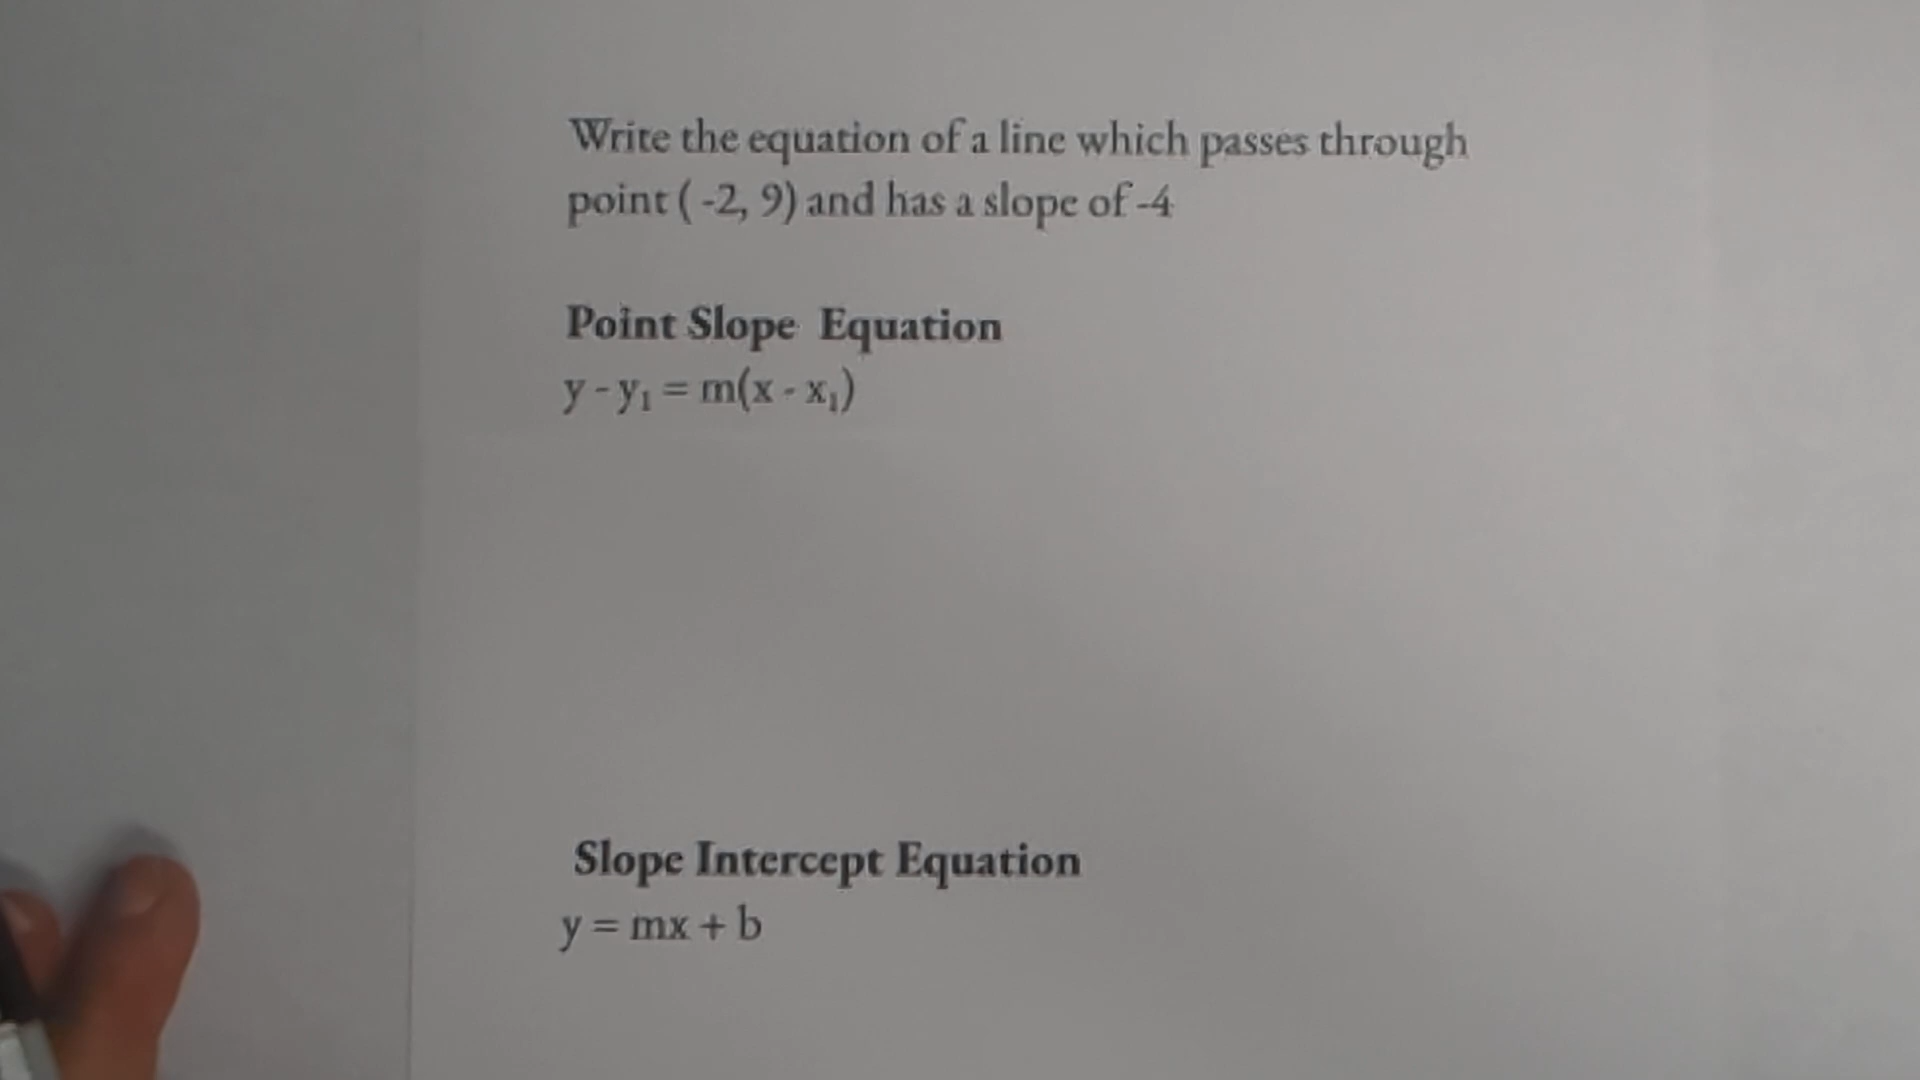 Write the equation of a line which passes through
point ( -2, 9) and has a slope of -4
Point Slope Equation
y - y₁ = m(x - x₁)
Slope Intercept Equation
y = mx + b